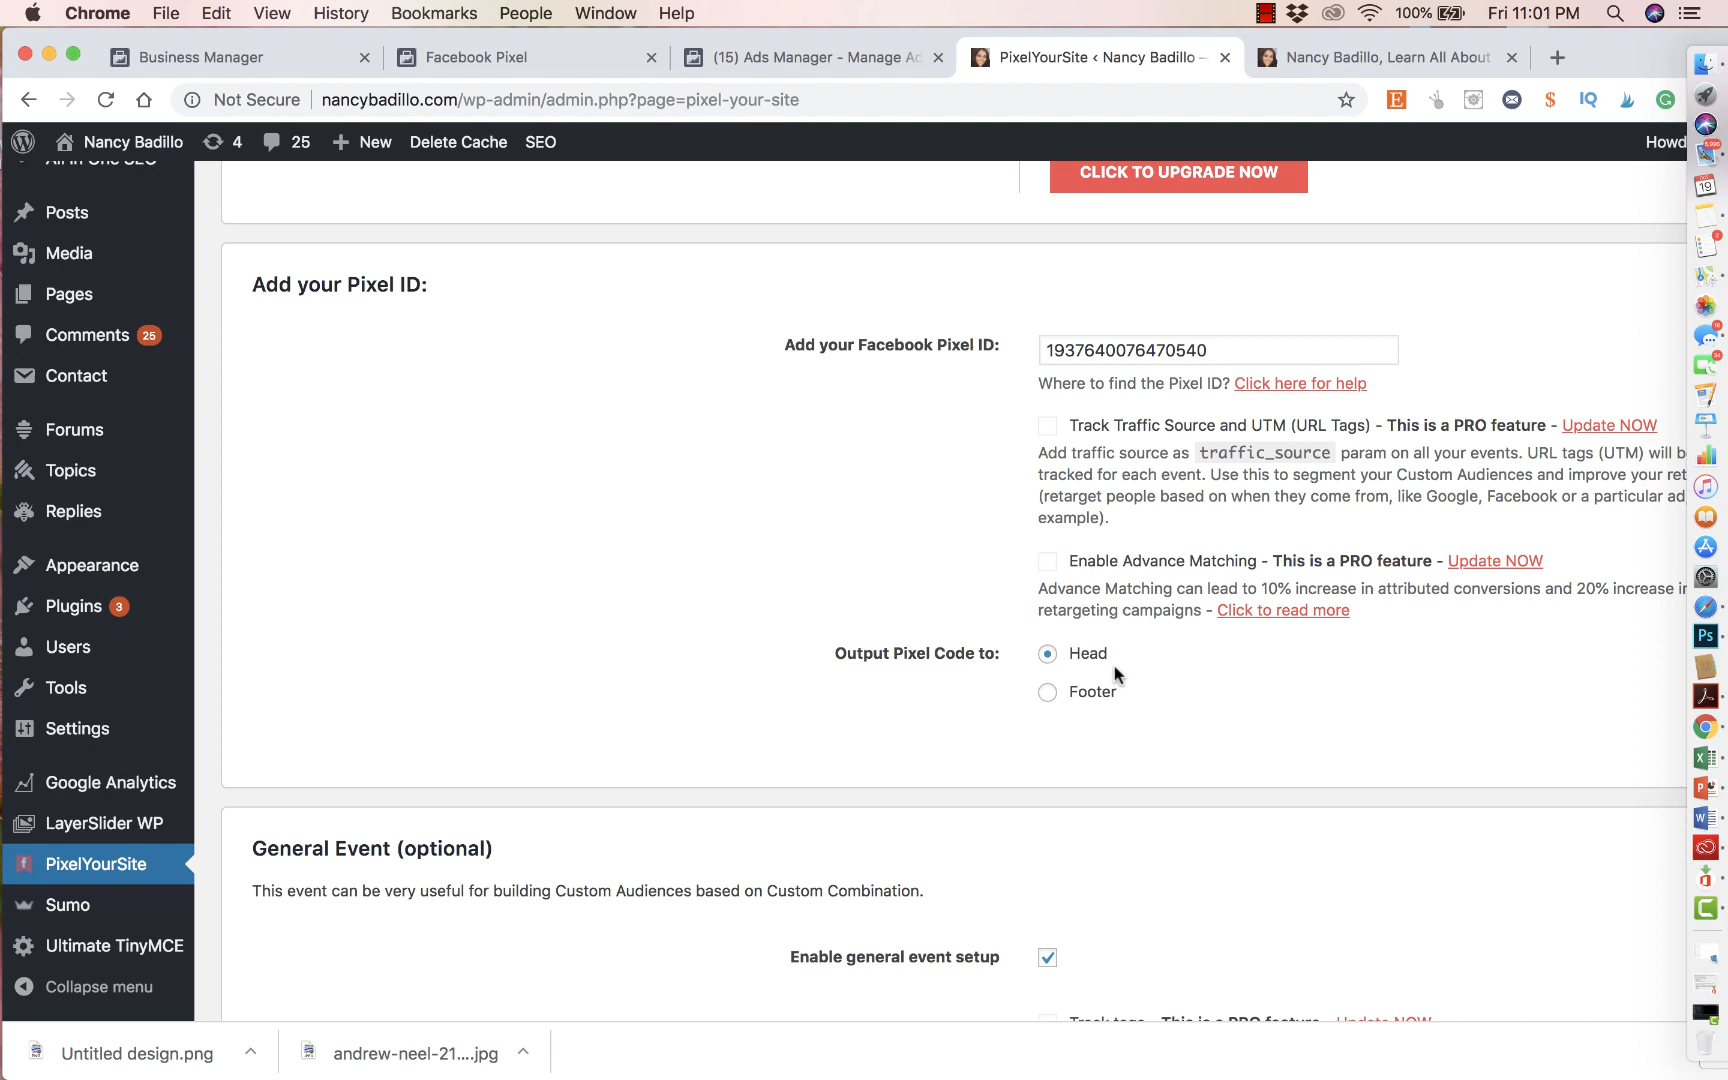 Chrome File Edit View History Bookmarks People Window Help 100% Fri 11:01 PM
Business Manager
Facebook Pixel
(15) Ads Manager - Manage Ad
PixelYourSite ‹ Nancy Badillo —
Nancy Badillo, Learn All About
Not Secure nancybadillo.com/wp-admin/admin.php?page=pixel-your-site
Nancy Badillo 4 25 New Delete Cache SEO Howd
All in One SEO
Posts
Media
Pages
Comments 25
Contact
Forums
Topics
Replies
Appearance
Plugins 3
Users
Tools
Settings
Google Analytics
LayerSlider WP
PixelYourSite
Sumo
Ultimate TinyMCE
Collapse menu
CLICK TO UPGRADE NOW
Add your Pixel ID:
Add your Facebook Pixel ID: 1937640076470540
Where to find the Pixel ID? Click here for help
Track Traffic Source and UTM (URL Tags) - This is a PRO feature - Update NOW
Add traffic source as traffic_source param on all your events. URL tags (UTM) will b
tracked for each event. Use this to segment your Custom Audiences and improve your ret
(retarget people based on when they come from, like Google, Facebook or a particular ad
example).
Enable Advance Matching - This is a PRO feature - Update NOW
Advance Matching can lead to 10% increase in attributed conversions and 20% increase in
retargeting campaigns - Click to read more
Output Pixel Code to: Head
Footer
General Event (optional)
This event can be very useful for building Custom Audiences based on Custom Combination.
Enable general event setup
Track tags - This is a PRO feature - Update NOW
Untitled design.png
andrew-neel-21....jpg